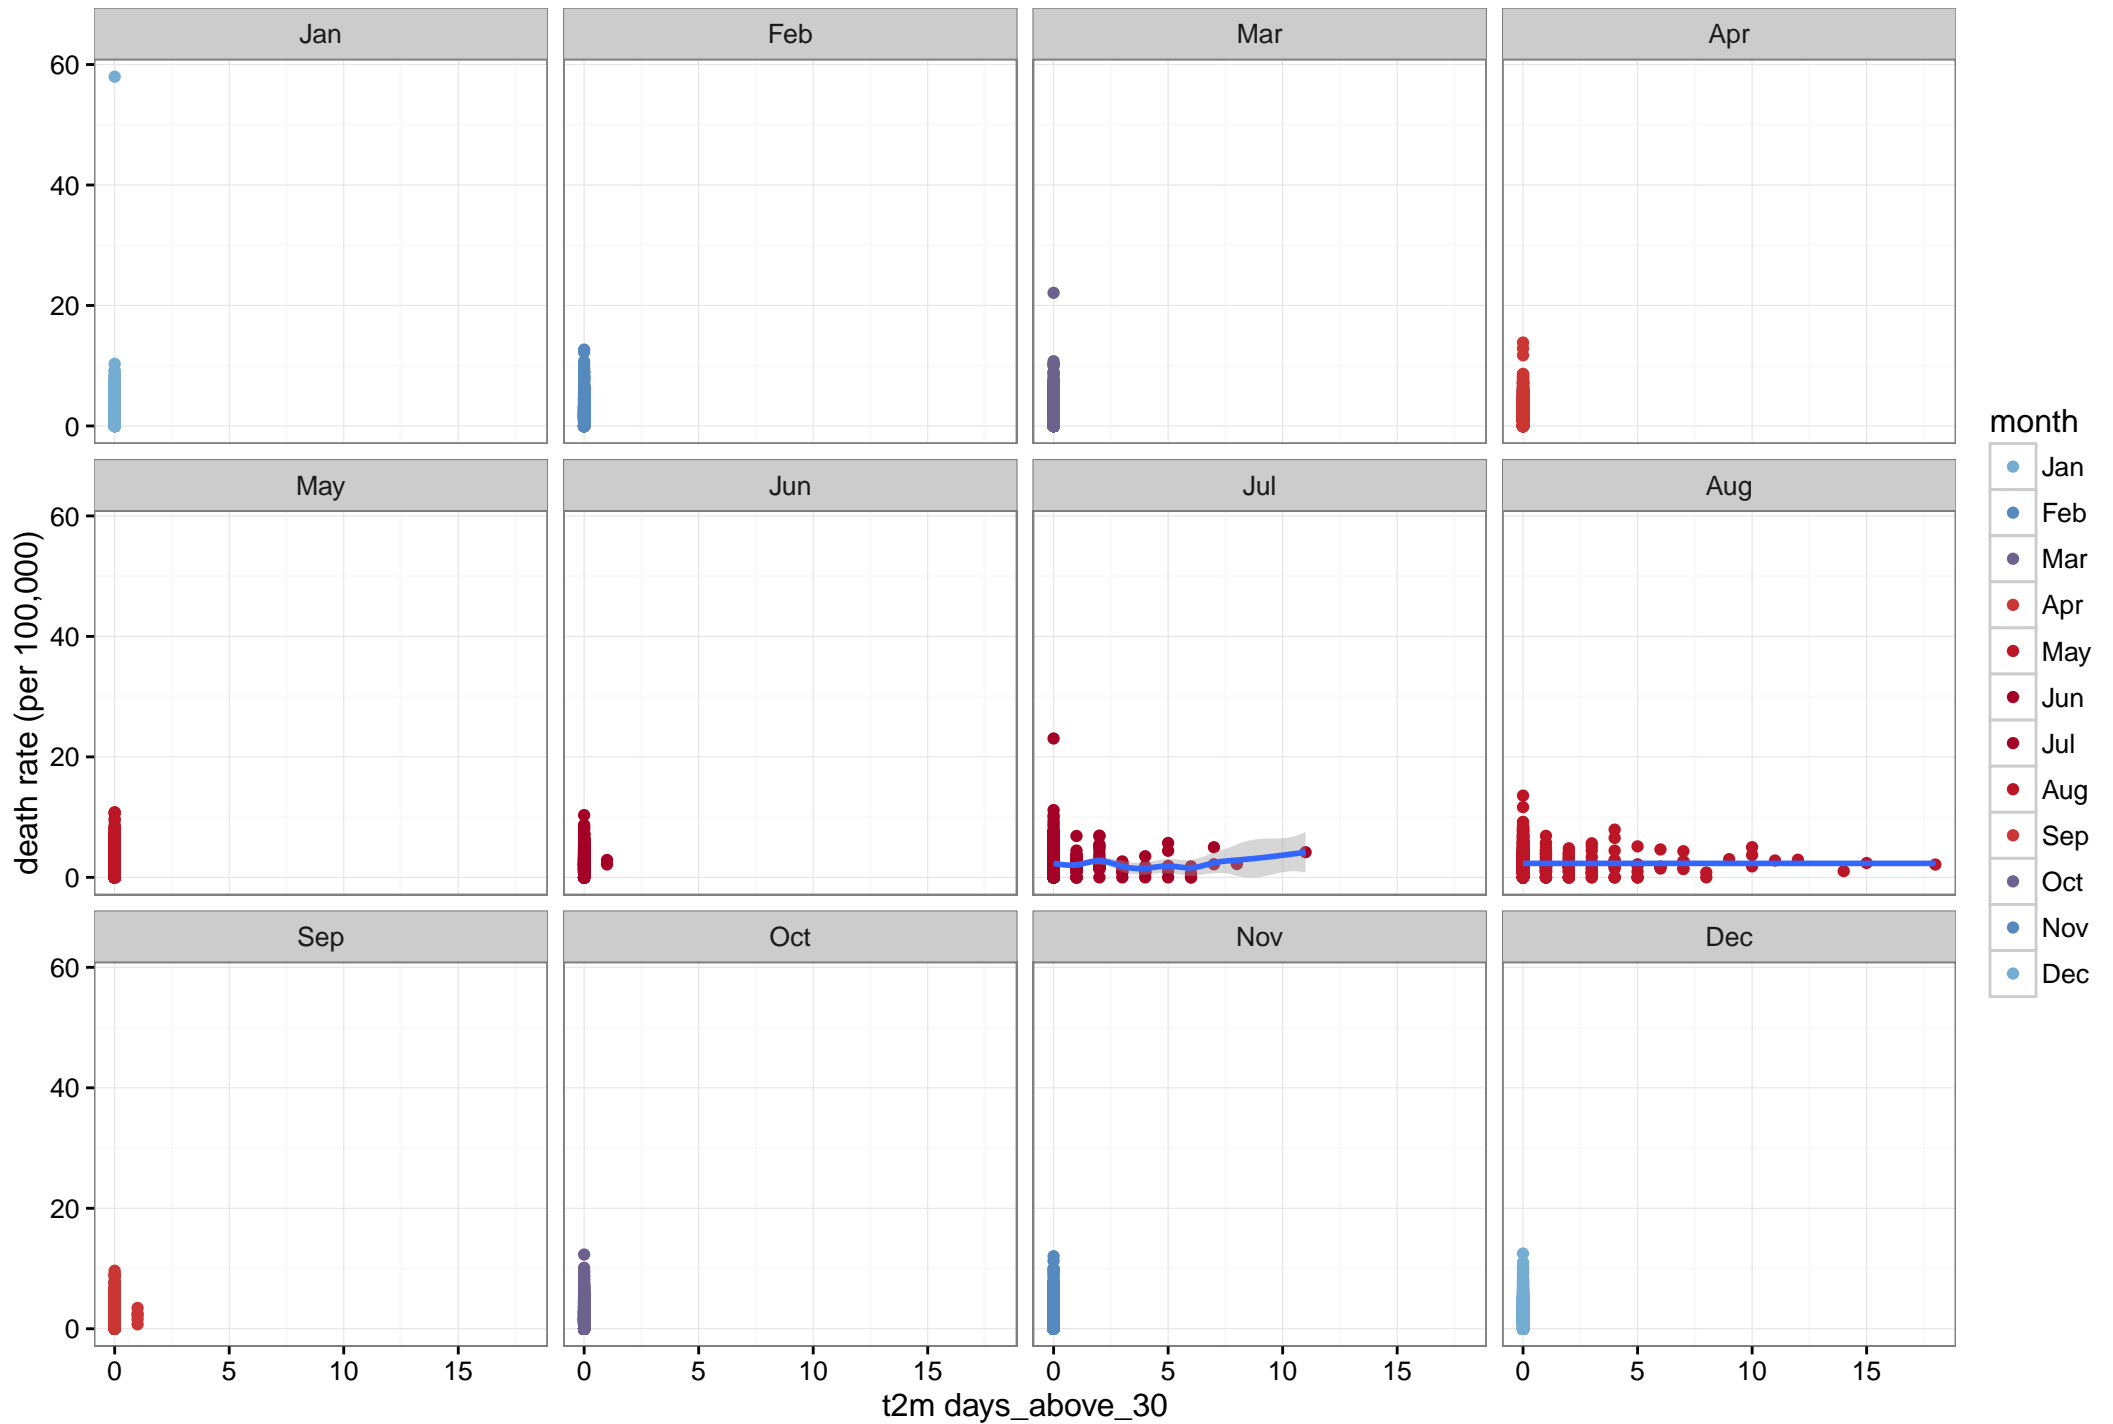 Jan Feb Mar Apr
60
40
20
0
May Jun Jul Aug
60
40
20
0
Sep Oct Nov Dec
60
40
20
0
0 5 10 15 0 5 10 15 0 5 10 15 0 5 10 15
t2m days_above_30
death rate (per 100,000)
month
Jan
Feb
Mar
Apr
May
Jun
Jul
Aug
Sep
Oct
Nov
Dec